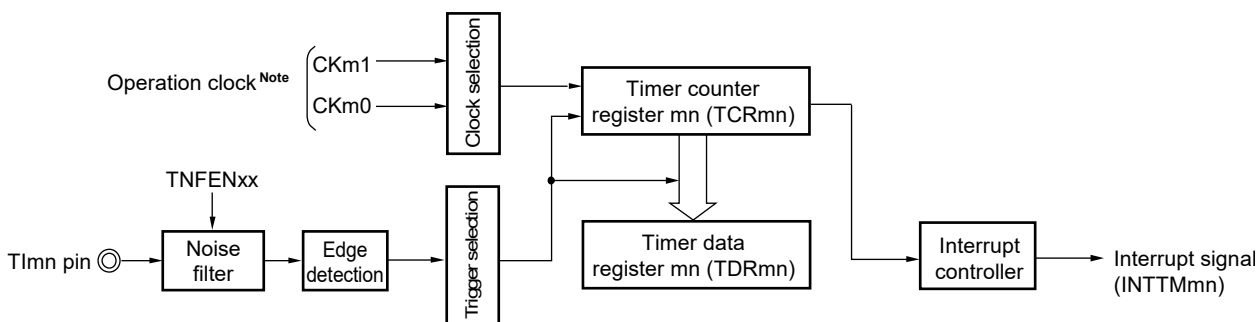 Operation clock Note
CKm1
CKm0
Clock selection
Timer counter
register mn (TCRmn)
TNFENxx
TImn pin
Noise
filter
Edge
detection
Trigger selection
Timer data
register mn (TDRmn)
Interrupt
controller
Interrupt signal
(INTTMmn)